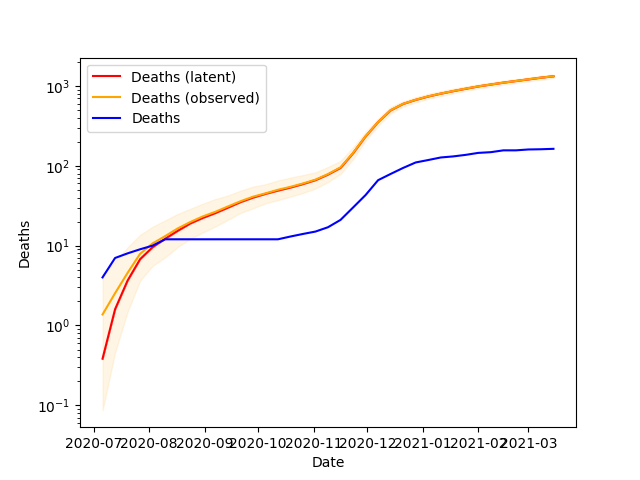 Deaths (latent)
Deaths (observed)
Deaths
Deaths
10³
10²
10¹
10⁰
10⁻¹
2020-07 2020-08 2020-09 2020-10 2020-11 2020-12 2021-01 2021-02 2021-03
Date